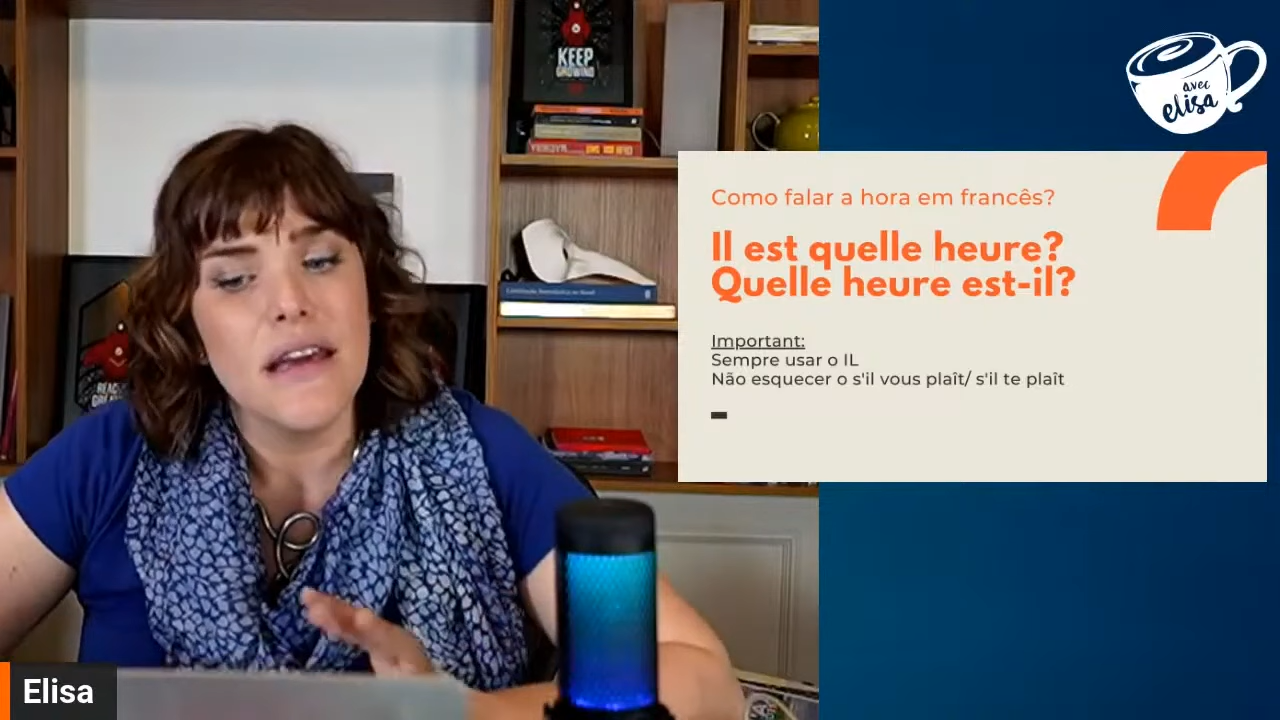 KEEP
GROWING
avec
elisa
Como falar a hora em francês?
Il est quelle heure?
Quelle heure est-il?
Important:
Sempre usar o IL
Não esquecer o s'il vous plaît/ s'il te plaît
Elisa